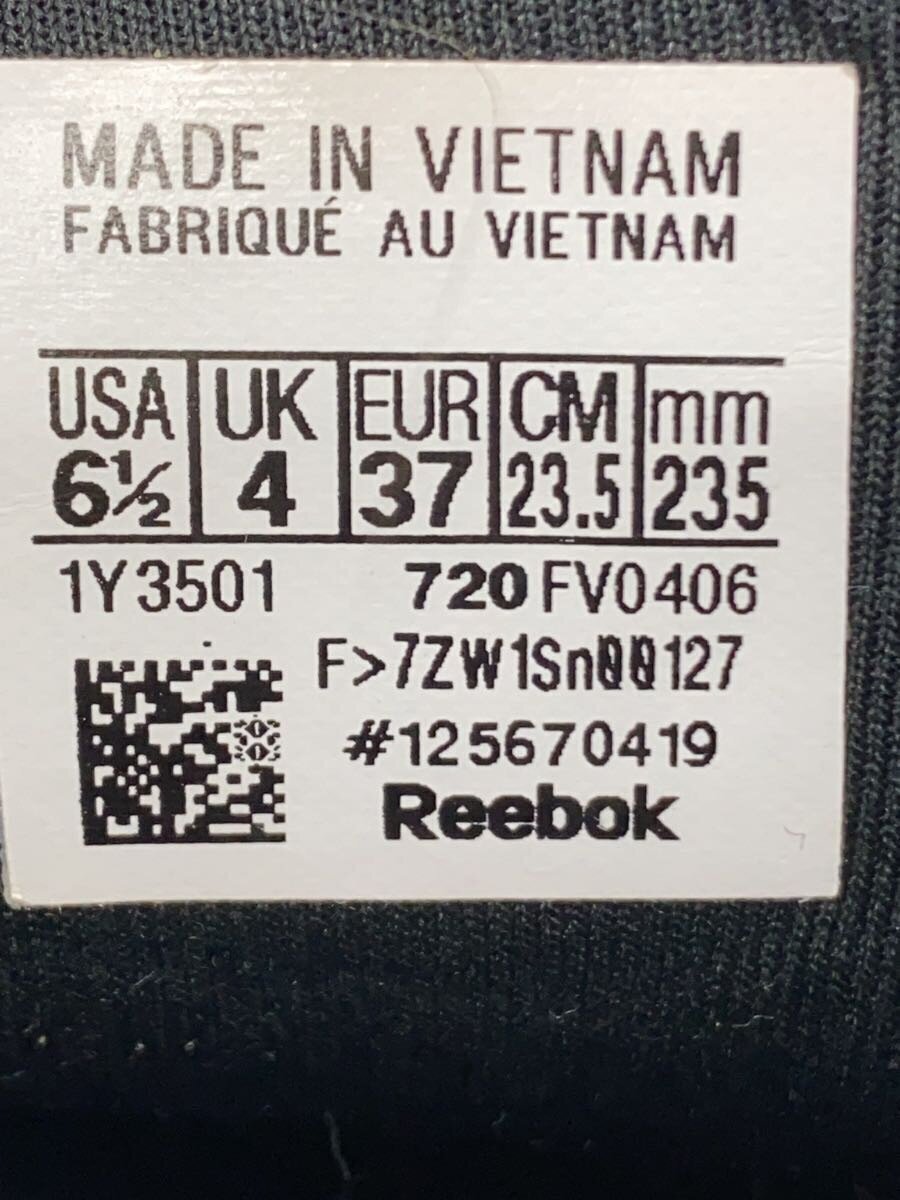 MADE IN VIETNAM
FABRIQUÉ AU VIETNAM
USA UK EUR CM mm
6½ 4 37 23.5 235
1Y3501 720 FV0406
F>7ZW1Sn00127
#125670419
Reebok